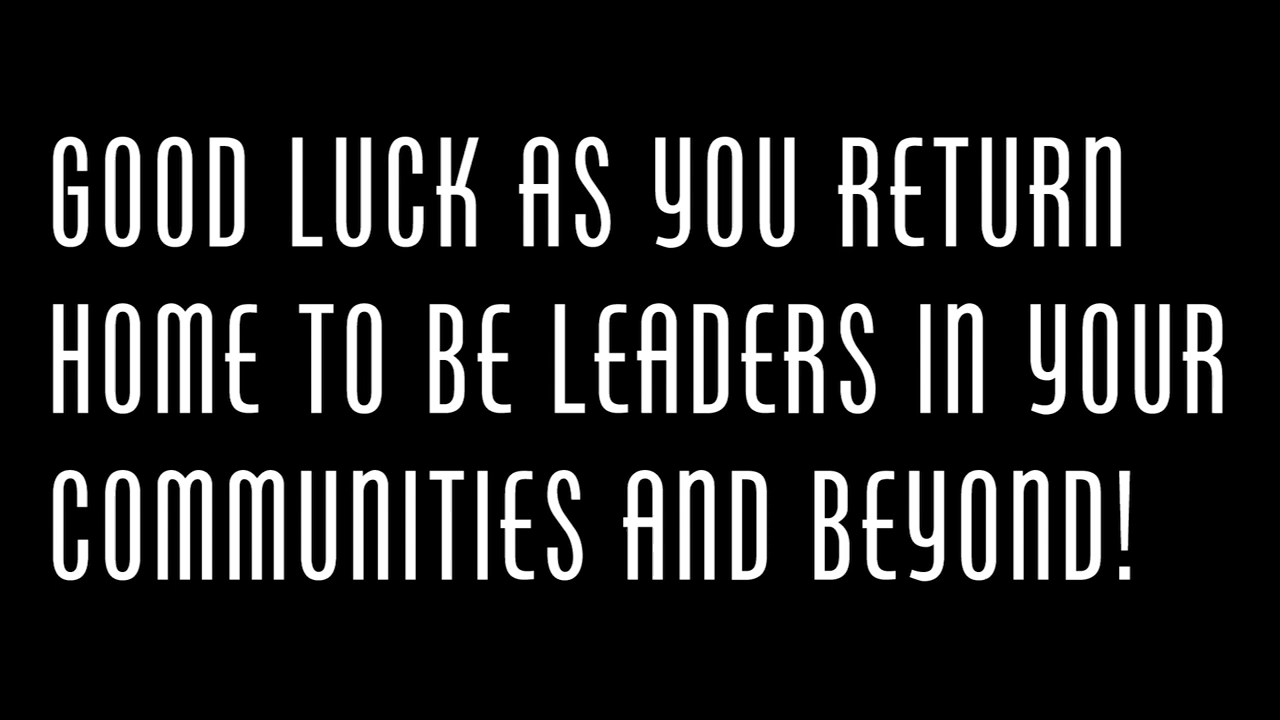 GOOD LUCK AS YOU RETURN
HOME TO BE LEADERS IN YOUR
COMMUNITIES AND BEYOND!